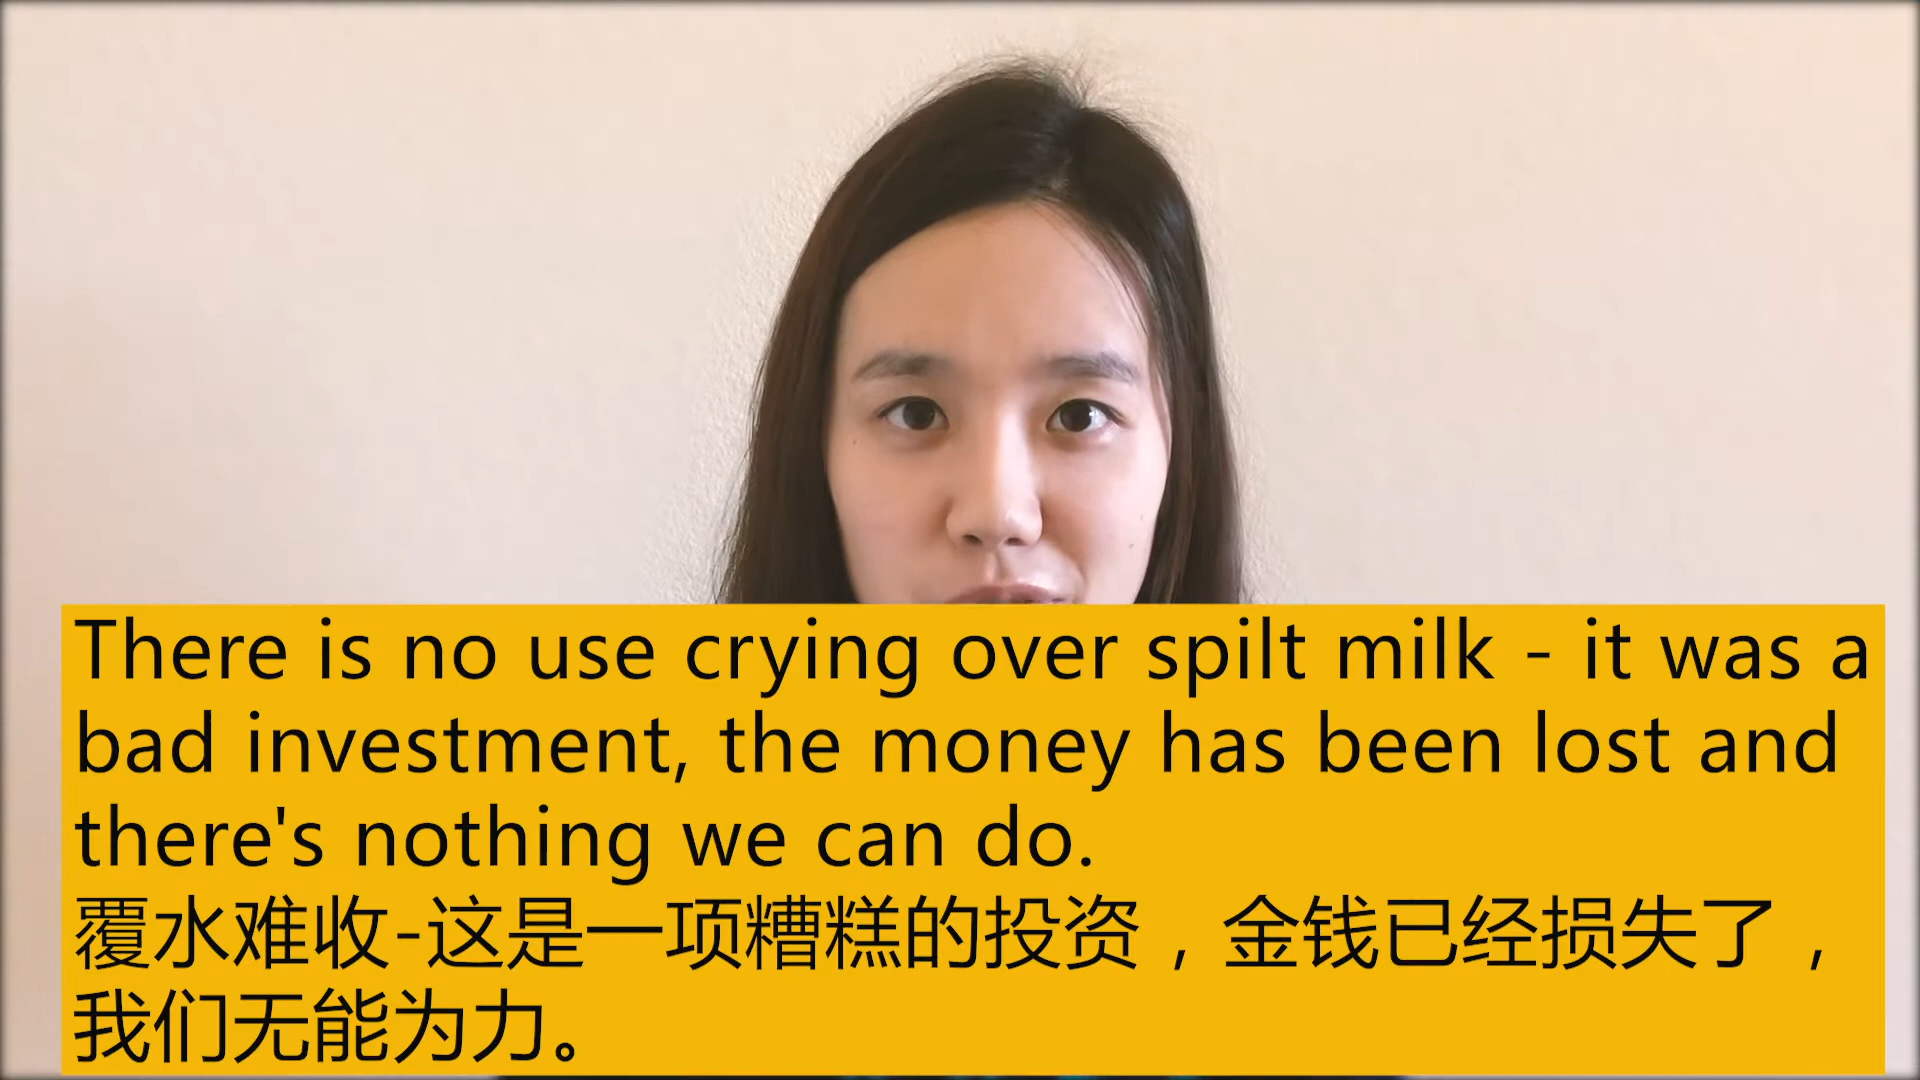 There is no use crying over spilt milk - it was a
bad investment, the money has been lost and
there's nothing we can do.
覆水难收-这是一项糟糕的投资，金钱已经损失了，
我们无能为力。